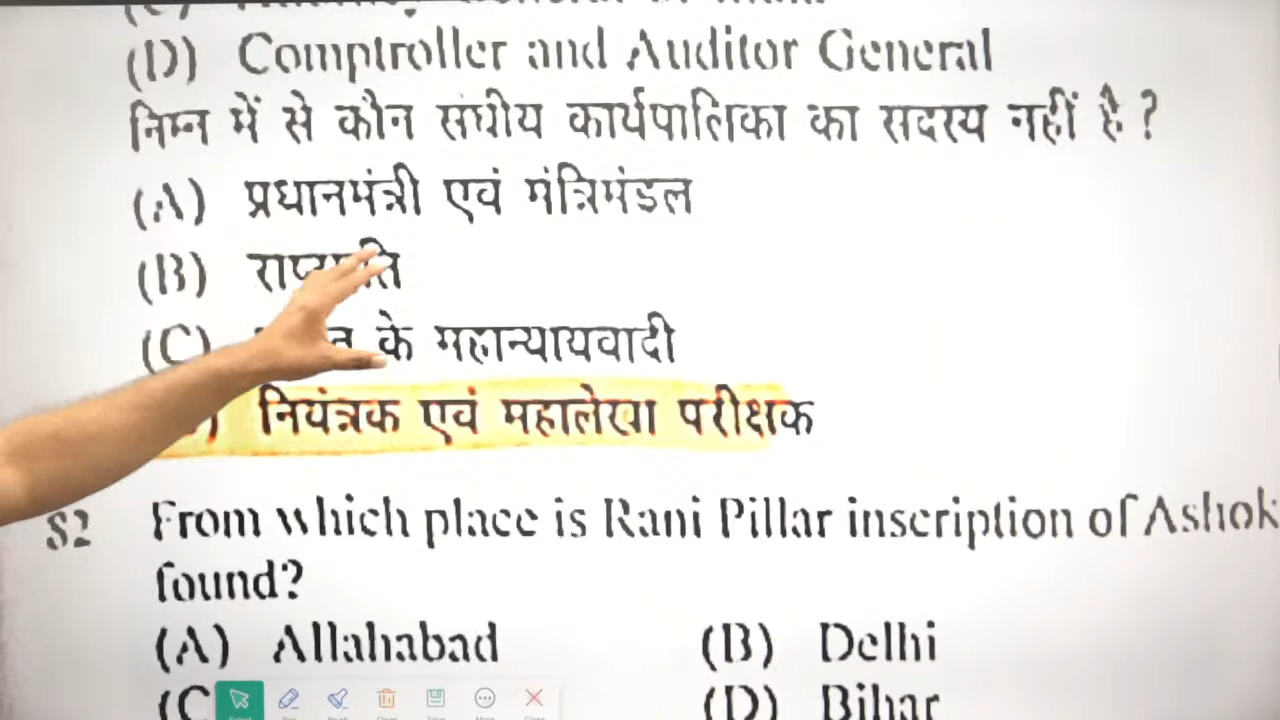 (D) Comptroller and Auditor General
निम्न में से कौन संघीय कार्यपालिका का सदस्य नहीं है ?
(A) प्रधानमंत्री एवं मंत्रिमंडल
(B)
(C) के महान्यायवादी
नियंत्रक एवं महालेखा परीक्षक
82 From which place is Rani Pillar inscription of Ashok
found?
(A) Allahabad (B) Delhi
(C (D) Bihar